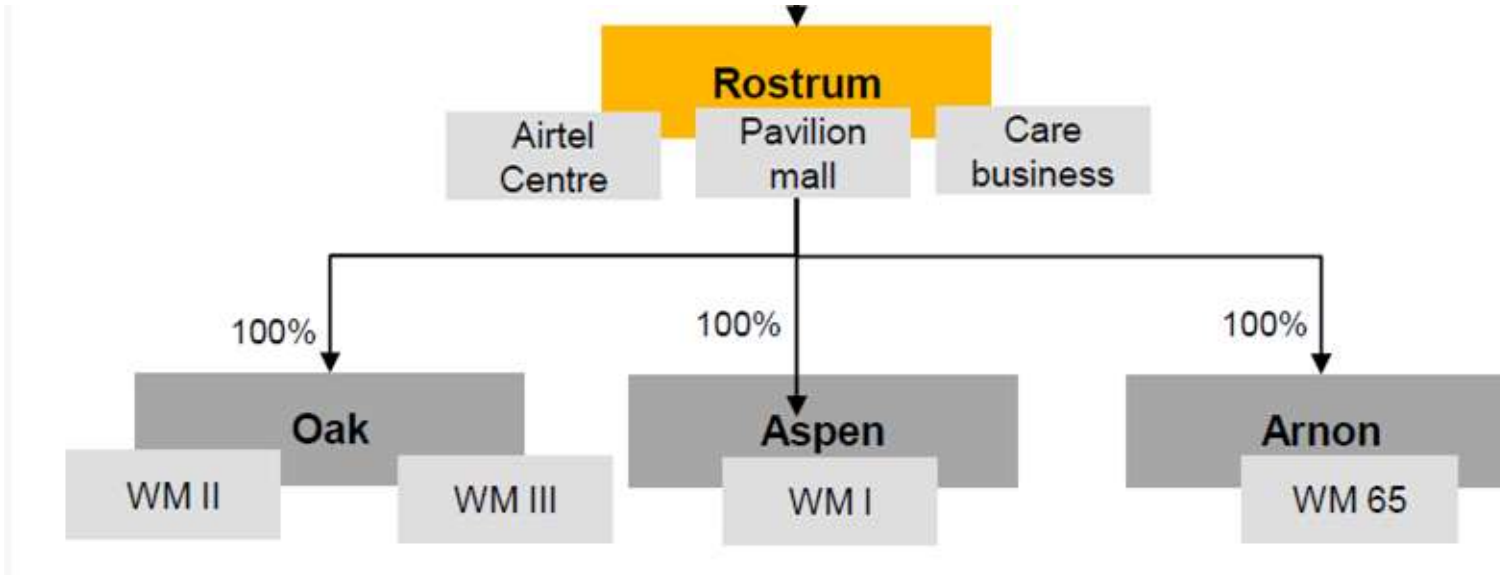 Rostrum
Airtel
Centre
Pavilion
mall
Care
business
100%
100%
100%
Oak
Aspen
Arnon
WM II
WM III
WM I
WM 65